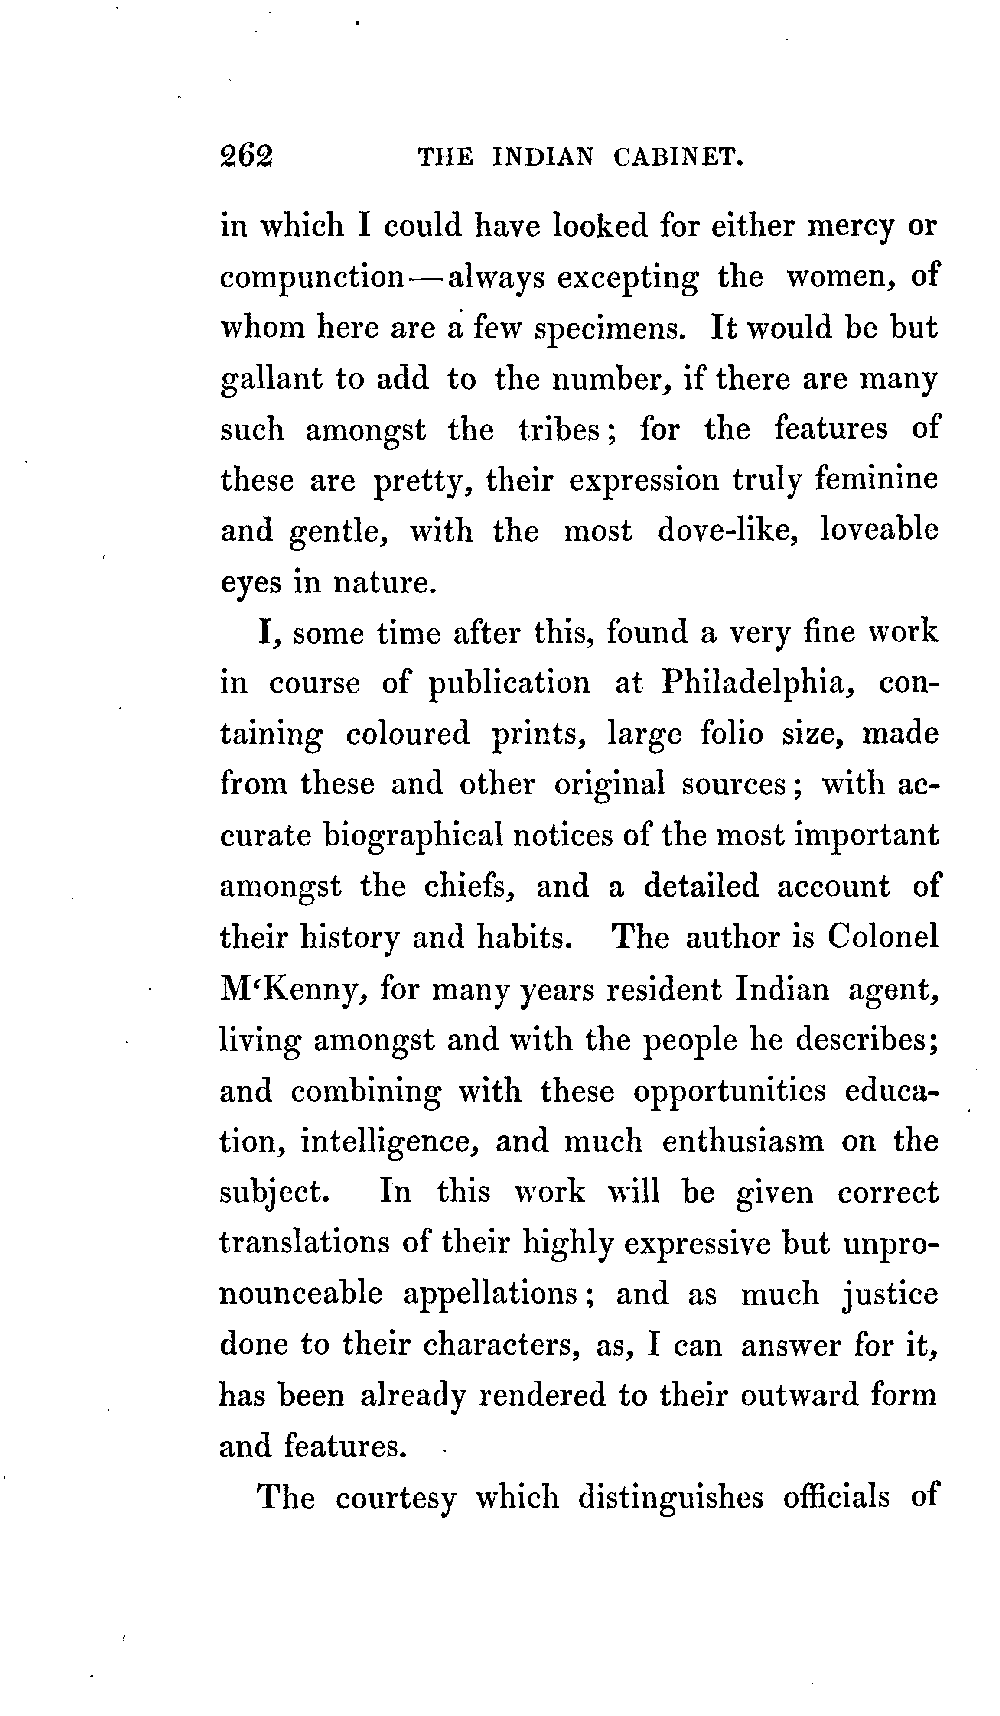 262 THE INDIAN CABINET.
in which I could have looked for either mercy or
compunction—always excepting the women, of
whom here are a few specimens. It would be but
gallant to add to the number, if there are many
such amongst the tribes; for the features of
these are pretty, their expression truly feminine
and gentle, with the most dove-like, loveable
eyes in nature.
I, some time after this, found a very fine work
in course of publication at Philadelphia, con-
taining coloured prints, large folio size, made
from these and other original sources; with ac-
curate biographical notices of the most important
amongst the chiefs, and a detailed account of
their history and habits. The author is Colonel
M‘Kenny, for many years resident Indian agent,
living amongst and with the people he describes;
and combining with these opportunities educa-
tion, intelligence, and much enthusiasm on the
subject. In this work will be given correct
translations of their highly expressive but unpro-
nounceable appellations; and as much justice
done to their characters, as, I can answer for it,
has been already rendered to their outward form
and features.
The courtesy which distinguishes officials of